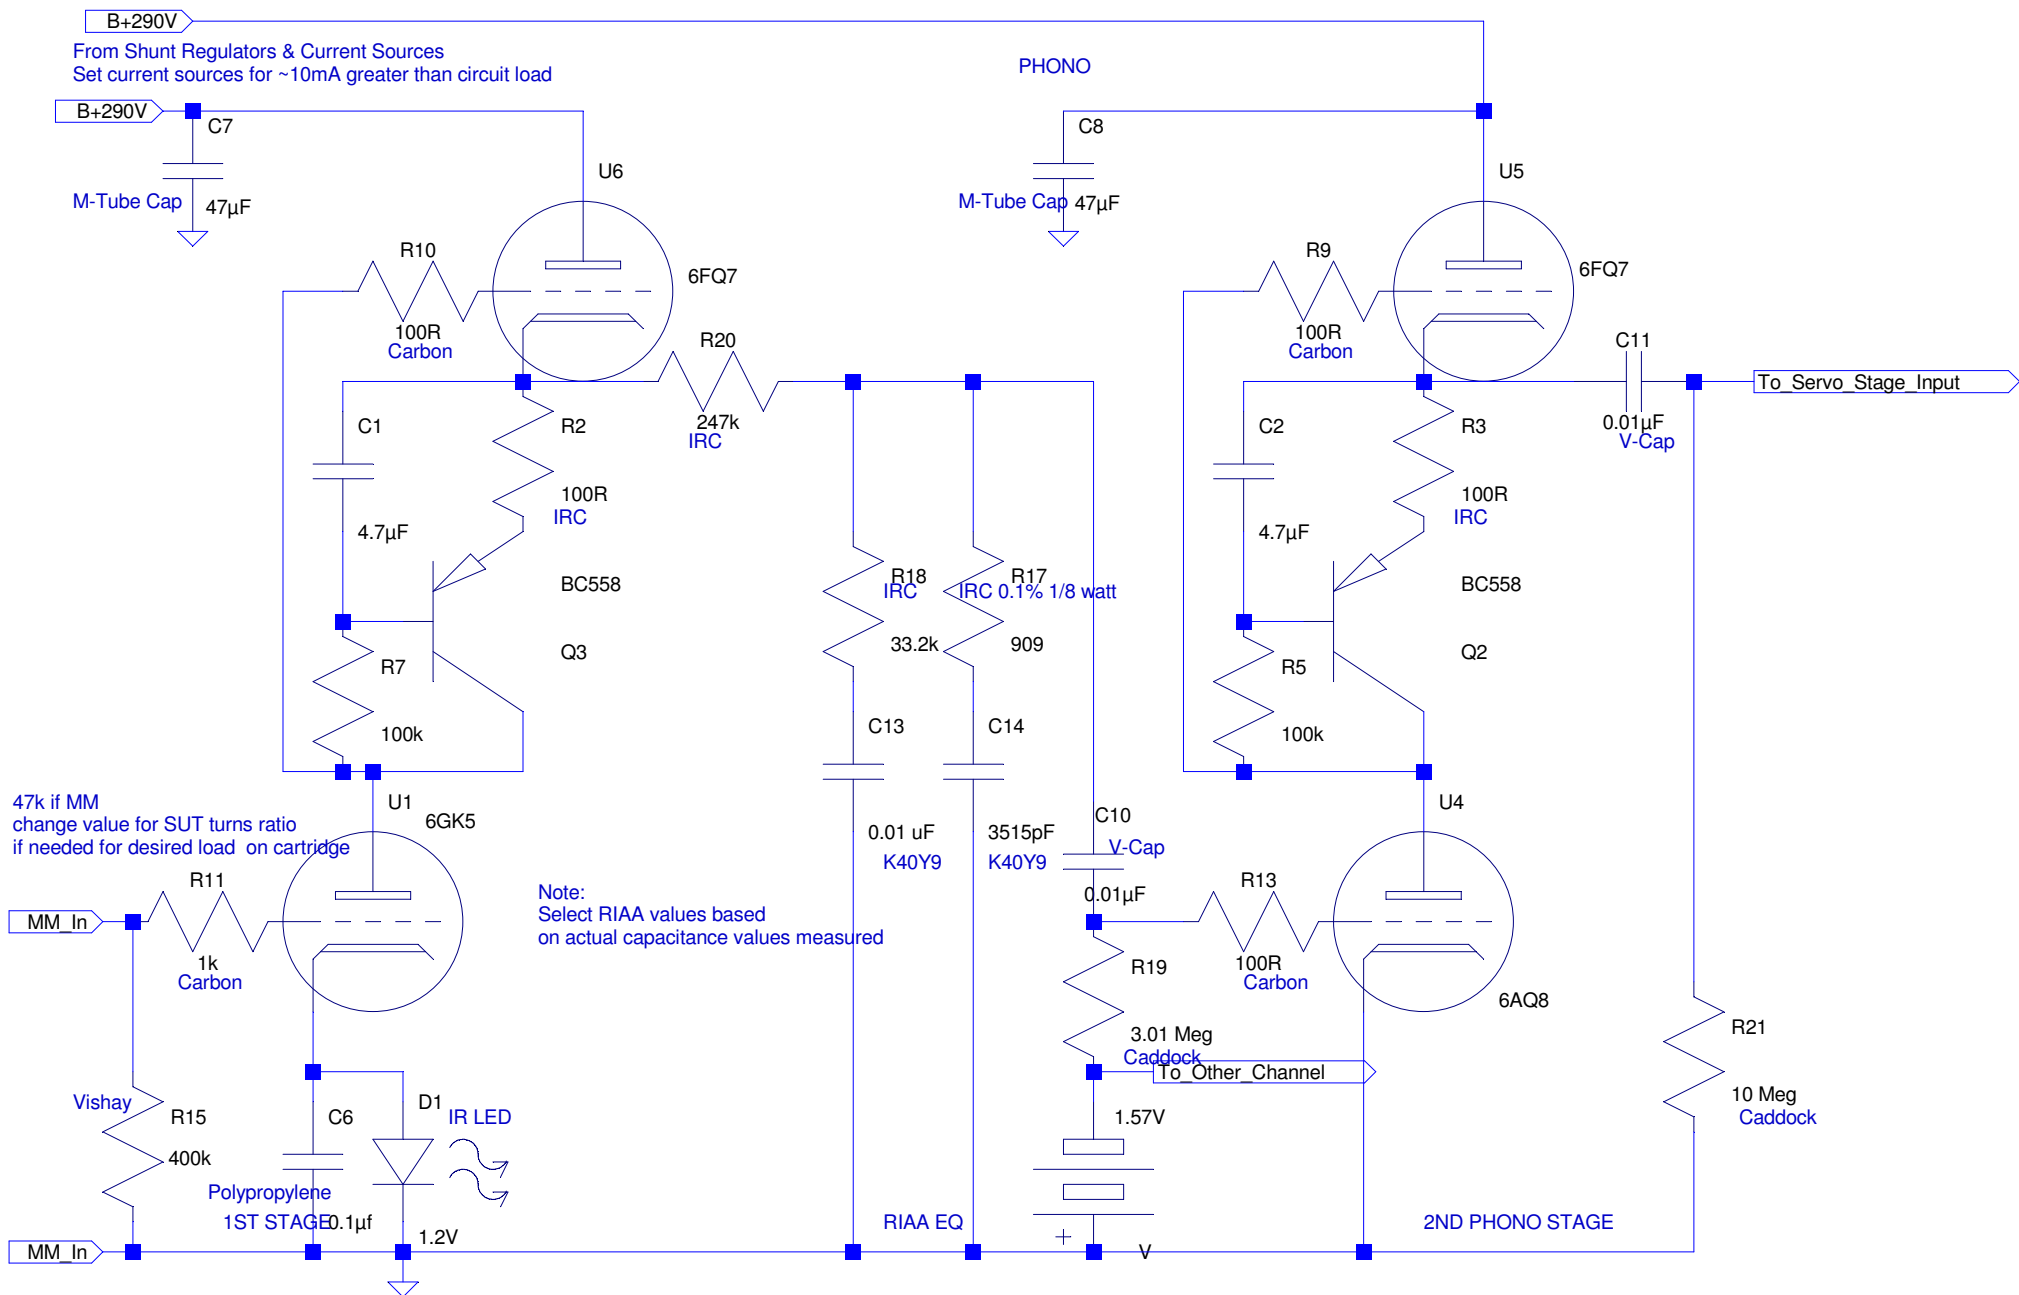 B+290V
From Shunt Regulators & Current Sources
Set current sources for ~10mA greater than circuit load
PHONO
B+290V
C7
M-Tube Cap
47µF
U6
C8
M-Tube Cap
47µF
U5
R10
100R
Carbon
6FQ7
R9
100R
Carbon
6FQ7
R20
247k
IRC
C11
0.01µF
V-Cap
To_Servo_Stage_Input
C1
4.7µF
R2
100R
IRC
C2
4.7µF
R3
100R
IRC
BC558
Q3
R18
IRC
33.2k
R17
IRC 0.1% 1/8 watt
909
BC558
Q2
R7
100k
R5
100k
C13
0.01 uF
K40Y9
C14
3515pF
K40Y9
47k if MM
change value for SUT turns ratio
if needed for desired load on cartridge
U1
6GK5
C10
V-Cap
0.01µF
U4
MM_In
R11
1k
Carbon
Note:
Select RIAA values based
on actual capacitance values measured
R13
100R
Carbon
6AQ8
R19
3.01 Meg
Caddock
To_Other_Channel
R21
10 Meg
Caddock
Vishay
R15
400k
C6
Polypropylene
0.1µf
D1
IR LED
1.2V
1.57V
1ST STAGE
RIAA EQ
2ND PHONO STAGE
MM_In
+
V